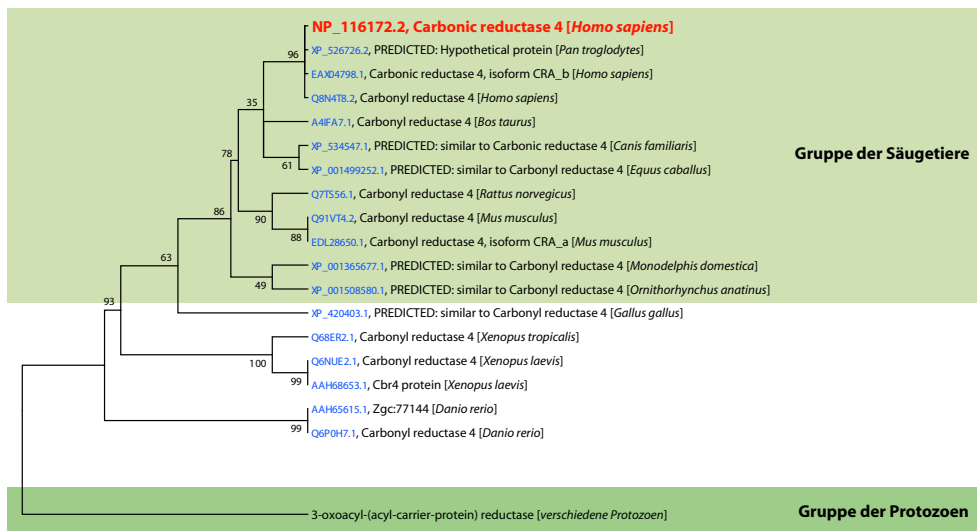 NP_116172.2, Carbonic reductase 4 [Homo sapiens]
XP_526726.2, PREDICTED: Hypothetical protein [Pan troglodytes]
96
EAX04798.1, Carbonic reductase 4, isoform CRA_b [Homo sapiens]
Q8N4T8.2, Carbonyl reductase 4 [Homo sapiens]
35
A4IFA7.1, Carbonyl reductase 4 [Bos taurus]
XP_534547.1, PREDICTED: similar to Carbonic reductase 4 [Canis familiaris]
78
Gruppe der Säugetiere
61
XP_001499252.1, PREDICTED: similar to Carbonyl reductase 4 [Equus caballus]
Q7TS56.1, Carbonyl reductase 4 [Rattus norvegicus]
86
90
Q91VT4.2, Carbonyl reductase 4 [Mus musculus]
88
EDL28650.1, Carbonyl reductase 4, isoform CRA_a [Mus musculus]
63
XP_001365677.1, PREDICTED: similar to Carbonyl reductase 4 [Monodelphis domestica]
49
XP_001508580.1, PREDICTED: similar to Carbonyl reductase 4 [Ornithorhynchus anatinus]
93
XP_420403.1, PREDICTED: similar to Carbonyl reductase 4 [Gallus gallus]
Q68ER2.1, Carbonyl reductase 4 [Xenopus tropicalis]
100
Q6NUE2.1, Carbonyl reductase 4 [Xenopus laevis]
99
AAH68653.1, Cbr4 protein [Xenopus laevis]
AAH65615.1, Zgc:77144 [Danio rerio]
99
Q6P0H7.1, Carbonyl reductase 4 [Danio rerio]
3-oxoacyl-(acyl-carrier-protein) reductase [verschiedene Protozoen]
Gruppe der Protozoen